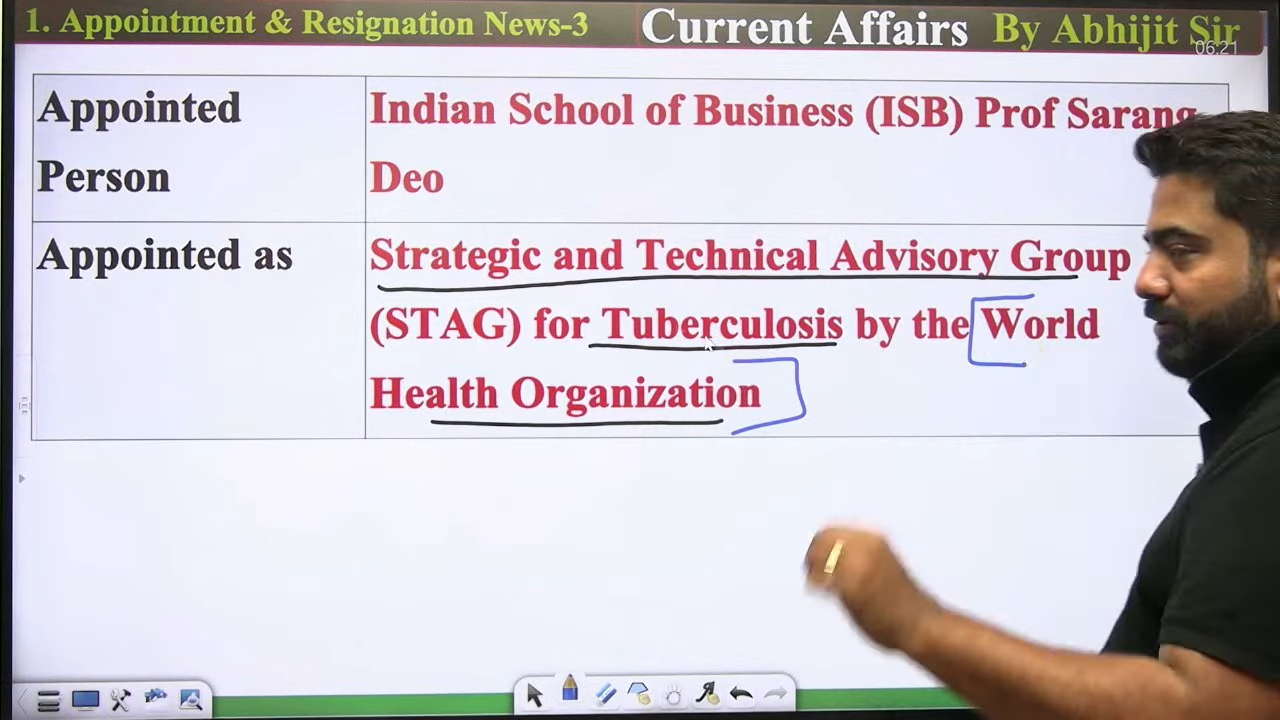 1. Appointment & Resignation News-3 Current Affairs By Abhijit Sir
06:21
Appointed Indian School of Business (ISB) Prof Sarang
Person Deo
Appointed as Strategic and Technical Advisory Group
(STAG) for Tuberculosis by the World
Health Organization